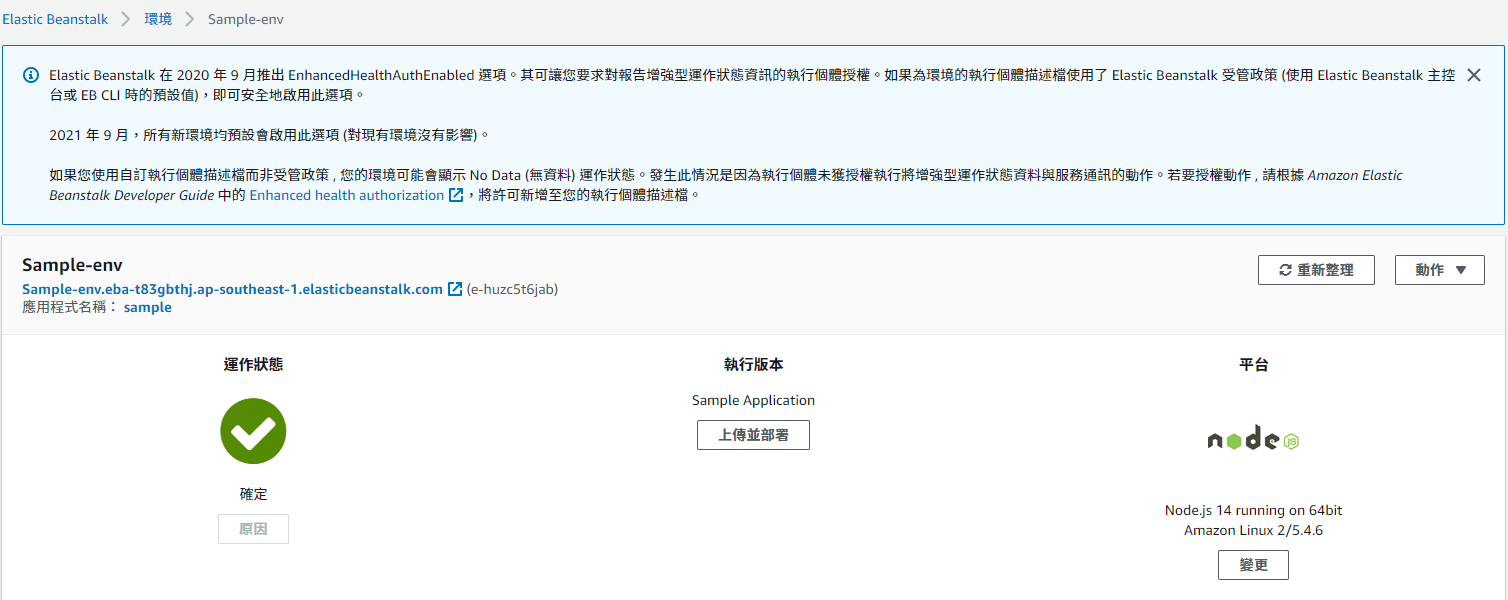 Elastic Beanstalk > 環境 > Sample-env
Elastic Beanstalk 在 2020 年 9 月推出 EnhancedHealthAuthEnabled 選項。其可讓您要求對報告增強型運作狀態資訊的執行個體授權。如果為環境的執行個體描述檔使用了 Elastic Beanstalk 受管政策 (使用 Elastic Beanstalk 主控
台或 EB CLI 時的預設值)，即可安全地啟用此選項。
2021 年 9 月，所有新環境均預設會啟用此選項 (對現有環境沒有影響)。
如果您使用自訂執行個體描述檔而非受管政策 , 您的環境可能會顯示 No Data (無資料) 運作狀態。發生此情況是因為執行個體未獲授權執行將增強型運作狀態資料與服務通訊的動作。若要授權動作 , 請根據 Amazon Elastic
Beanstalk Developer Guide 中的 Enhanced health authorization ，將許可新增至您的執行個體描述檔。
Sample-env
重新整理
動作
Sample-env.eba-t83gbthj.ap-southeast-1.elasticbeanstalk.com (e-huzc5t6jab)
應用程式名稱： sample
運作狀態
確定
原因
執行版本
Sample Application
上傳並部署
平台
node JS
Node.js 14 running on 64bit
Amazon Linux 2/5.4.6
變更